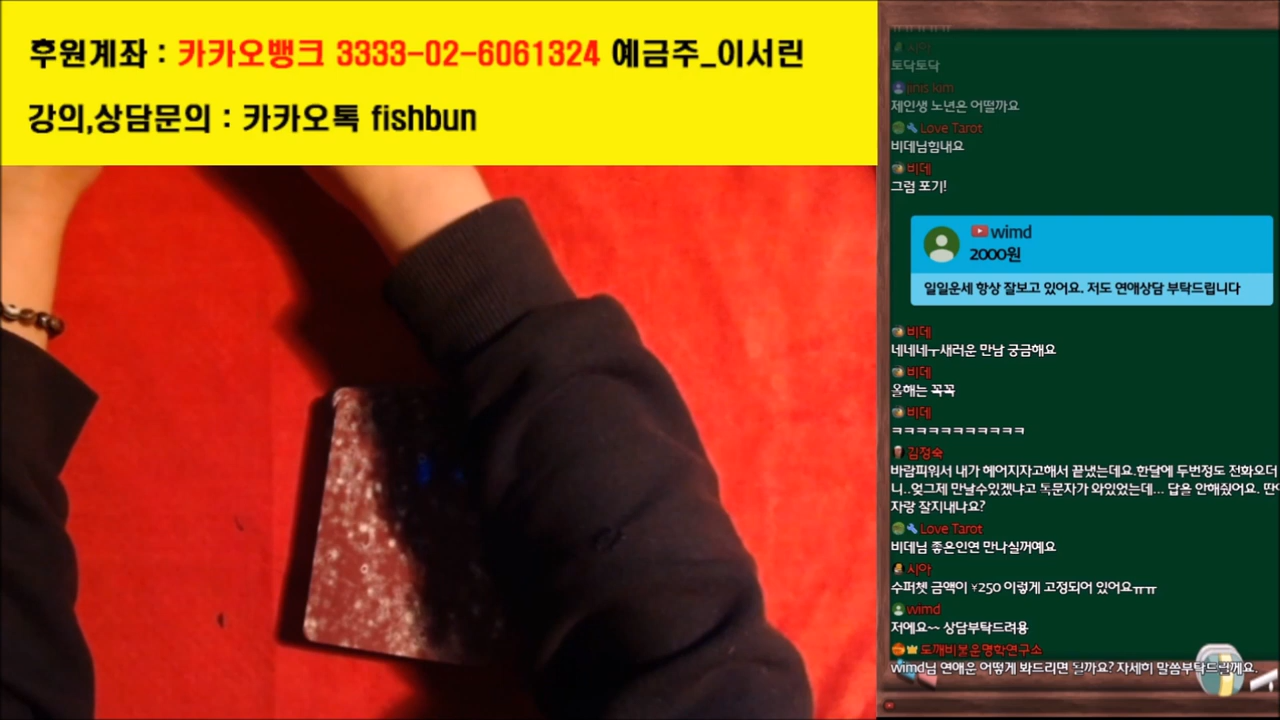 후원계좌 : 카카오뱅크 3333-02-6061324 예금주_이서린
강의,상담문의 : 카카오톡 fishbun
시아
토닥토닥
jinis kim
제인생 노년은 어떨까요
Love Tarot
비데님힘내요
비데
그럼 포기!
wimd
2000원
일일운세 항상 잘보고 있어요. 저도 연애상담 부탁드립니다
비데
네네네ㅜ새러운 만남 궁금해요
비데
올해는 꼭꼭
비데
ㅋㅋㅋㅋㅋㅋㅋㅋㅋㅋㅋ
김정숙
바람피워서 내가 헤어지자고해서 끝냈는데요.한달에 두번정도 전화오더
니..엊그제 만날수있겠냐고 톡문자가 와있었는데... 답을 안해줬어요. 딴여
자랑 잘지내나요?
Love Tarot
비데님 좋은인연 만나실꺼예요
시아
수퍼쳇 금액이 ¥250 이렇게 고정되어 있어요ㅠㅠ
wimd
저에요~~ 상담부탁드려용
도깨비불운명학연구소
wimd님 연애운 어떻게 봐드리면 될까요? 자세히 말씀부탁드릴게요.